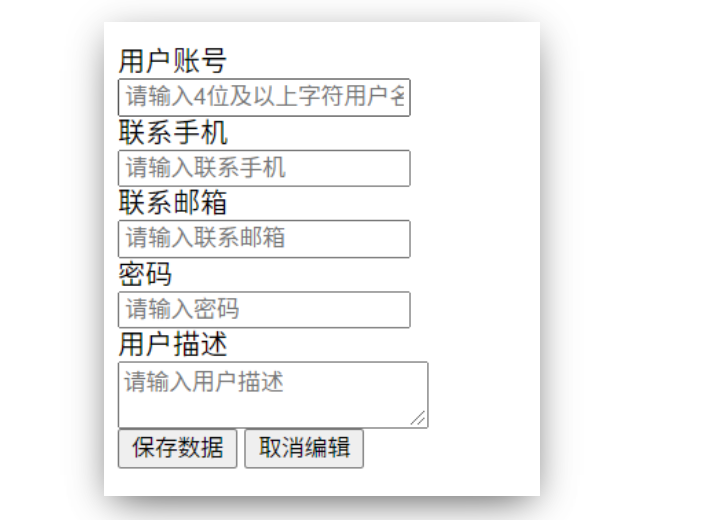 用户账号
请输入4位及以上字符用户
联系手机
请输入联系手机
联系邮箱
请输入联系邮箱
密码
请输入密码
用户描述
请输入用户描述
保存数据 取消编辑